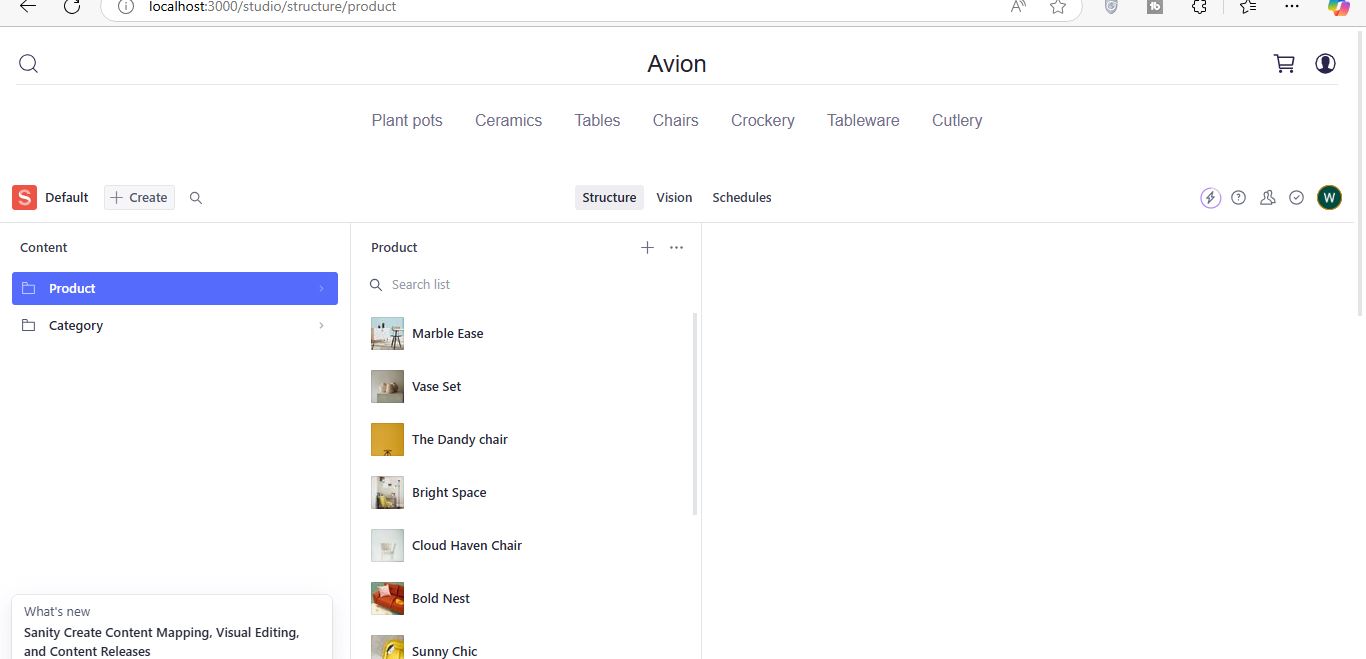 localhost:3000/studio/structure/product
Avion
Plant pots Ceramics Tables Chairs Crockery Tableware Cutlery
S Default + Create Structure Vision Schedules W
Content
Product
Category
Product
Search list
Marble Ease
Vase Set
The Dandy chair
Bright Space
Cloud Haven Chair
Bold Nest
Sunny Chic
What's new
Sanity Create Content Mapping, Visual Editing,
and Content Releases